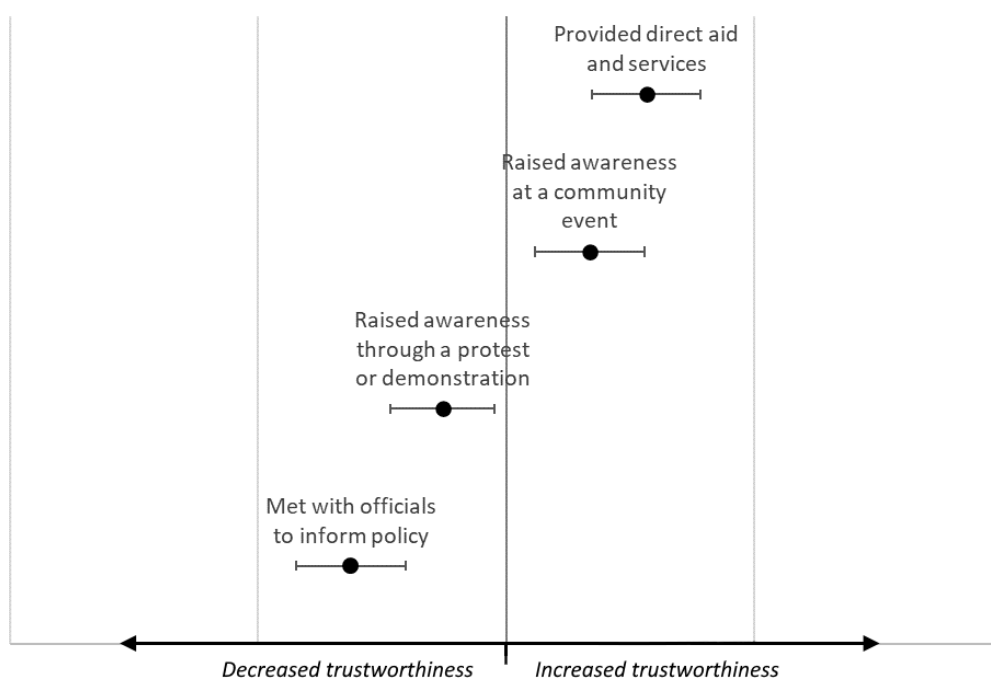 Provided direct aid
and services
Raised awareness
at a community
event
Raised awareness
through a protest
or demonstration
Met with officials
to inform policy
Decreased trustworthiness
Increased trustworthiness